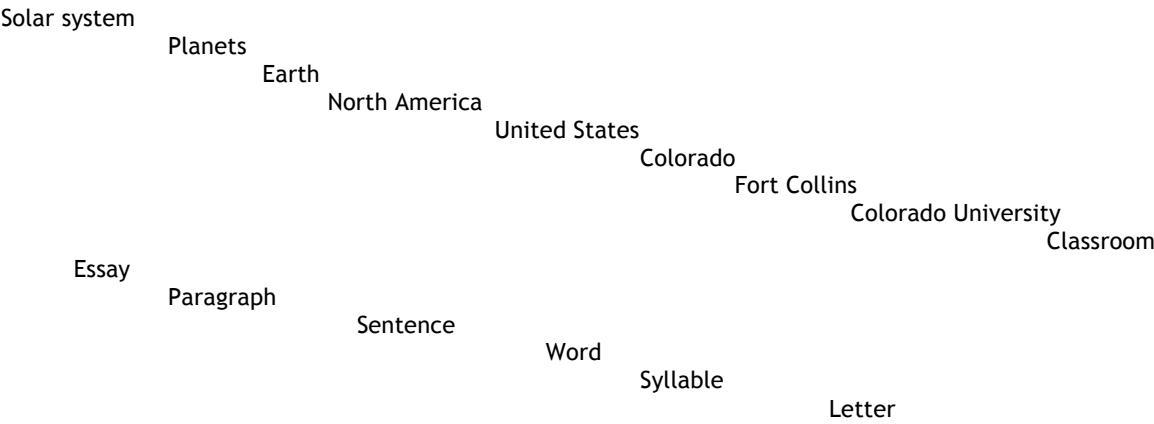 Solar system
Planets
Earth
North America
United States
Colorado
Fort Collins
Colorado University
Classroom
Essay
Paragraph
Sentence
Word
Syllable
Letter